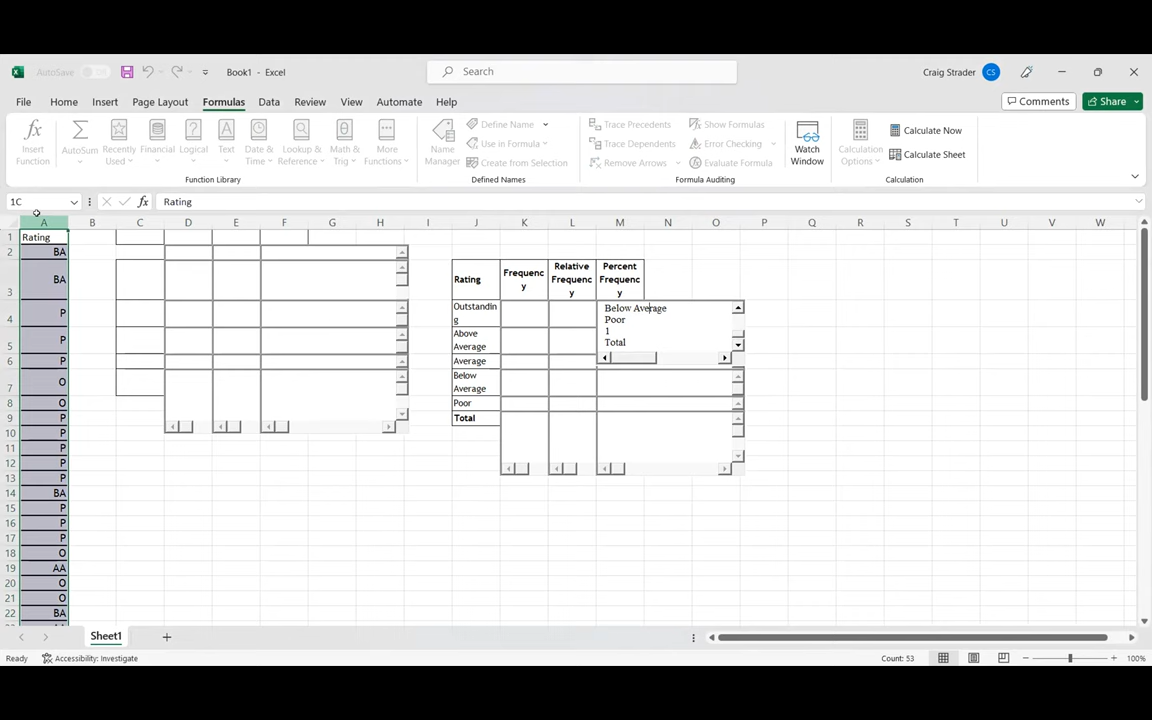 AutoSave
Book1 - Excel
Search
Craig Strader
CS
File
Home
Insert
Page Layout
Formulas
Data
Review
View
Automate
Help
Comments
Share
Insert
Function
AutoSum
Recently
Used
Financial
Logical
Text
Date &
Time
Lookup &
Reference
Math &
Trig
More
Functions
Function Library
Name
Manager
Define Name
Use in Formula
Create from Selection
Defined Names
Trace Precedents
Trace Dependents
Remove Arrows
Show Formulas
Error Checking
Evaluate Formula
Formula Auditing
Watch
Window
Calculation
Options
Calculate Now
Calculate Sheet
Calculation
1C
fx
Rating
A B C D E F G H I J K L M N O P Q R S T U V W
1 Rating
2 BA
3 BA
4 P
5 P
6 P
7 O
8 O
9 P
10 P
11 P
12 P
13 P
14 BA
15 P
16 P
17 P
18 O
19 AA
20 O
21 O
22 BA
Rating
Frequenc
y
Relative
Frequenc
y
Percent
Frequenc
y
Outstandin
g
Above
Average
Average
Below
Average
Poor
Total
Below Average
Poor
1
Total
Sheet1
Ready
Accessibility: Investigate
Count: 53
100%